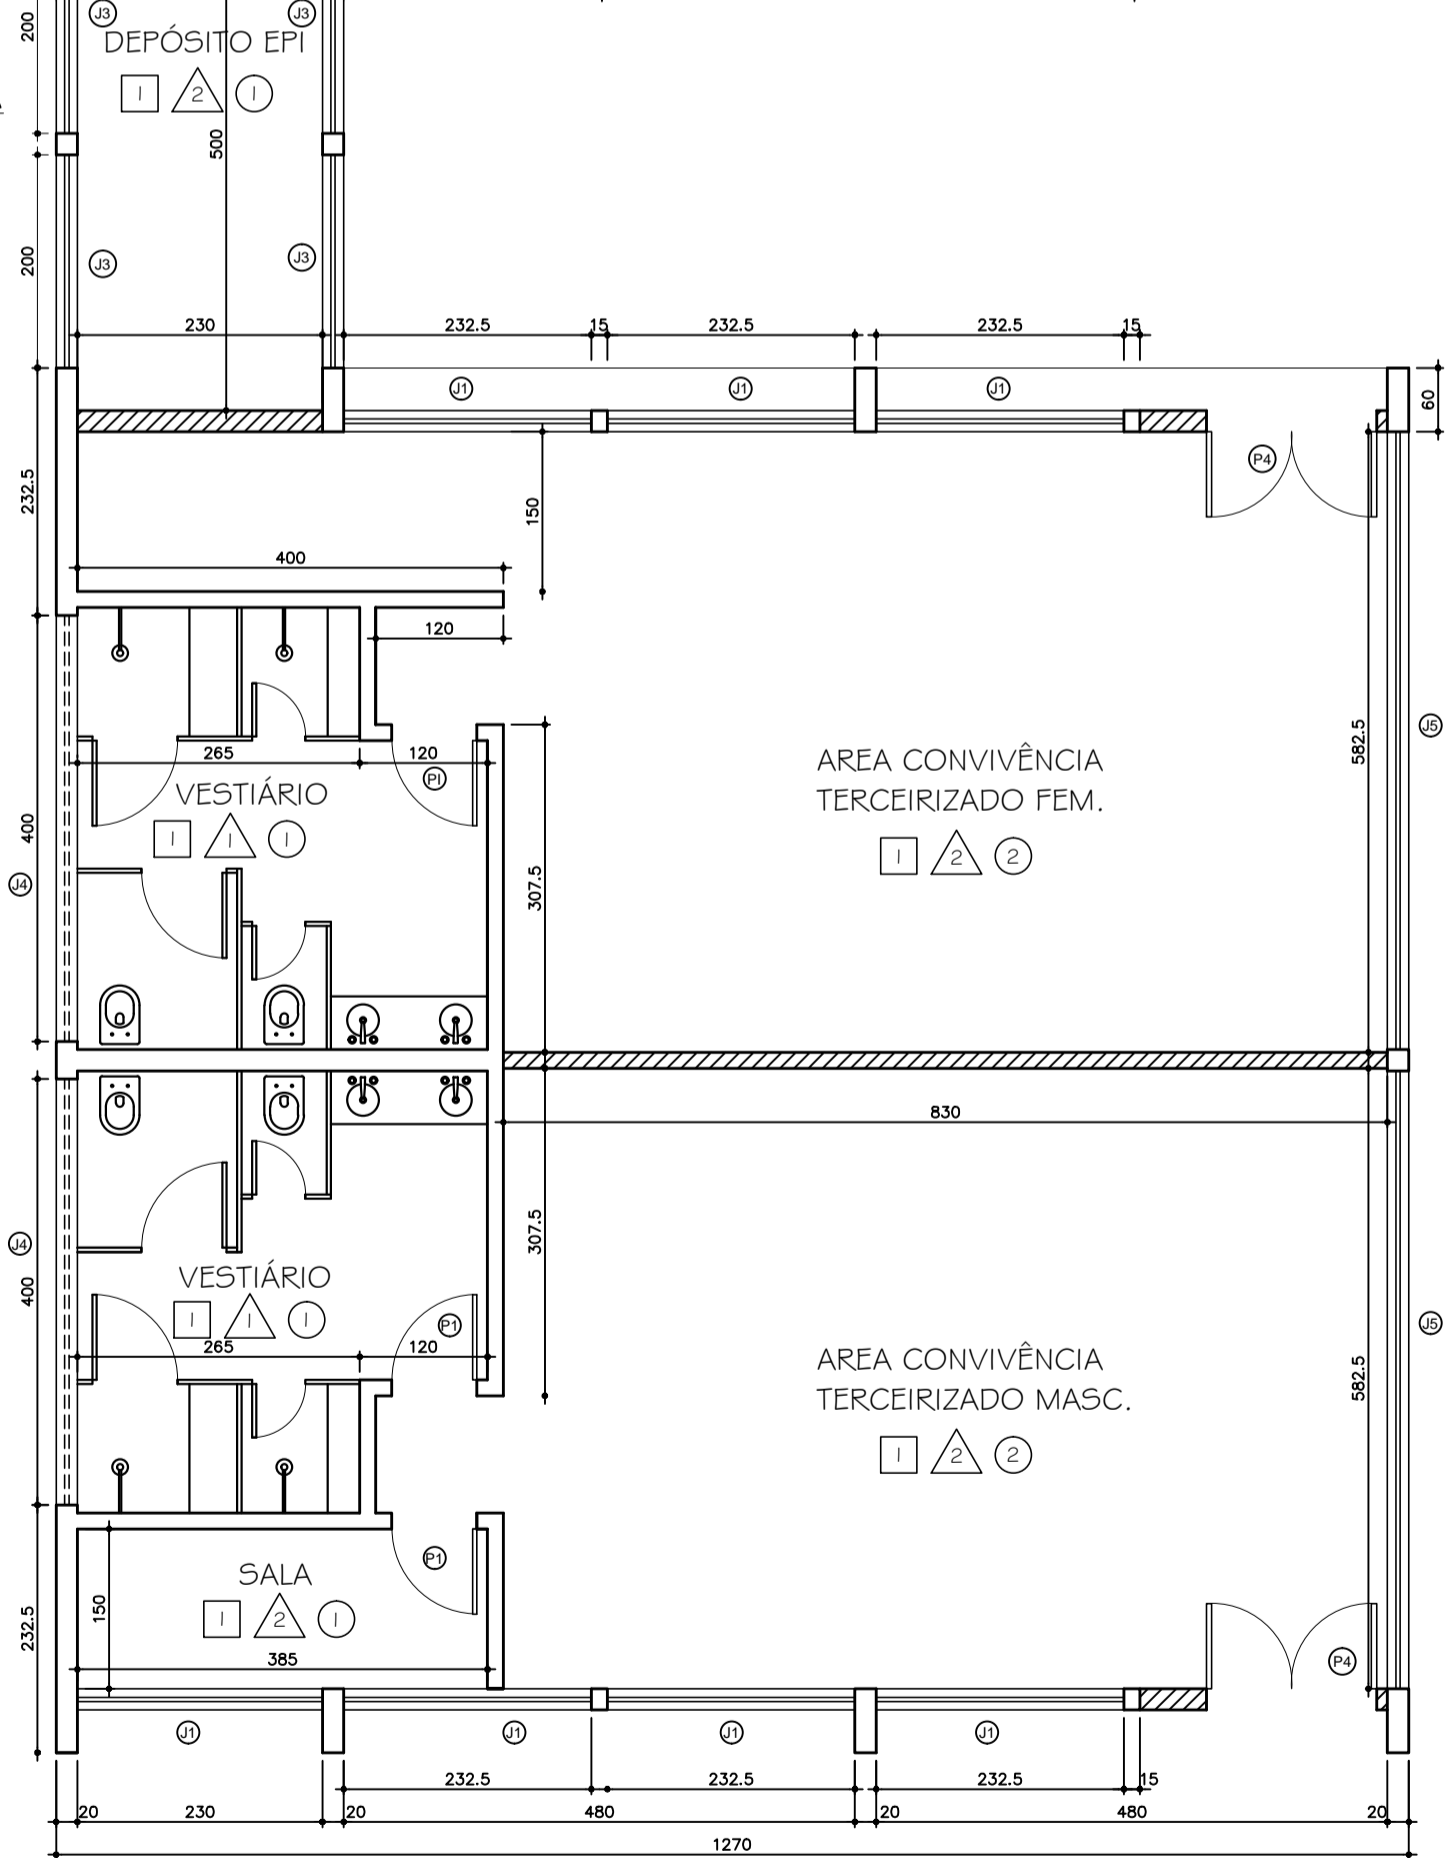 200
J3
J3
DEPÓSITO EPI
1 2 1
500
200
J3
J3
230
232.5
15
232.5
232.5
15
J1
J1
J1
60
P4
232.5
150
400
120
265
120
P1
VESTIÁRIO
1 1 1
AREA CONVIVÊNCIA
TERCEIRIZADO FEM.
1 2 2
582.5
J5
400
J4
307.5
830
307.5
J4
400
VESTIÁRIO
1 1 1
P1
265
120
AREA CONVIVÊNCIA
TERCEIRIZADO MASC.
1 2 2
582.5
J5
P1
SALA
1 2 1
150
232.5
385
P4
J1
J1
J1
J1
232.5
232.5
232.5
15
20
230
20
480
20
480
20
1270